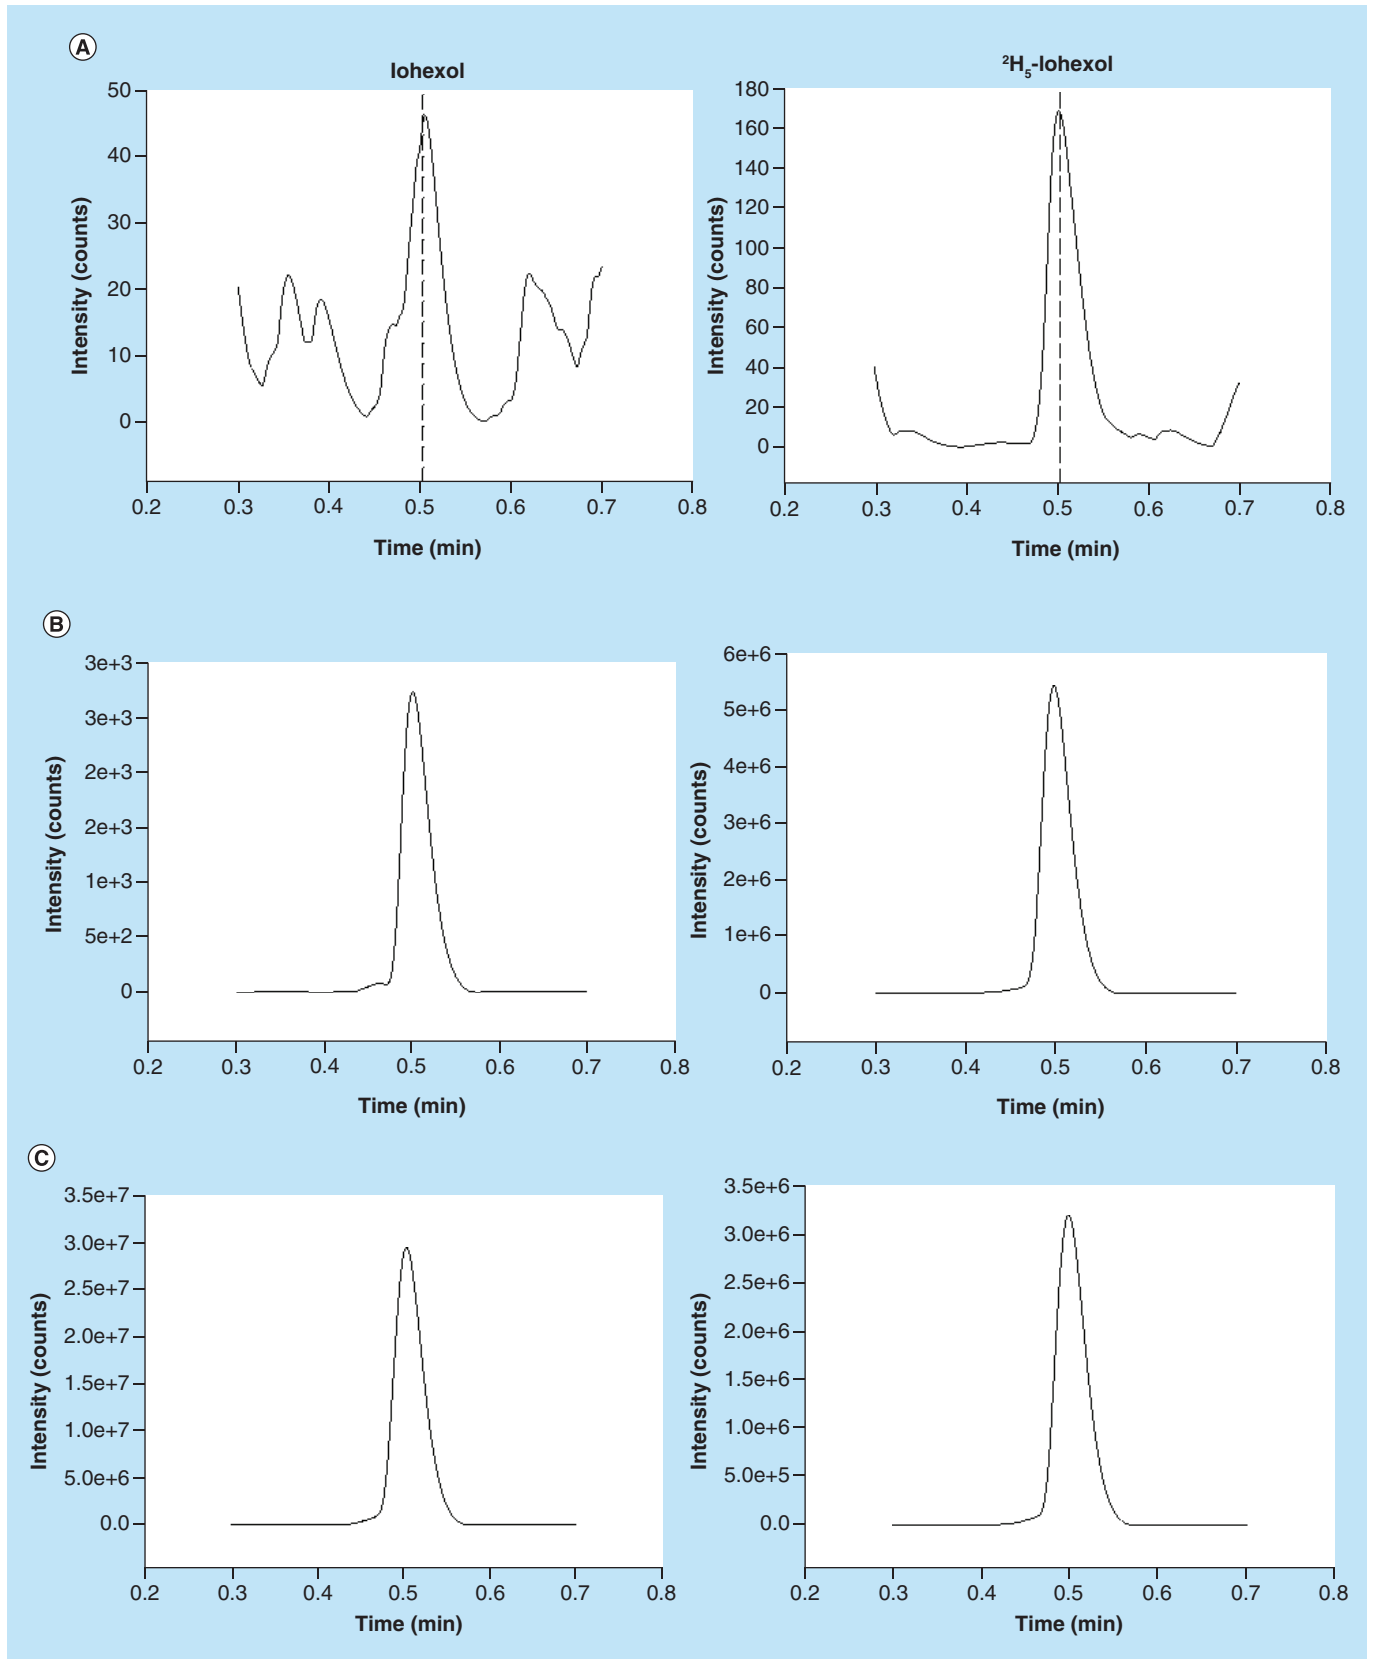 A
Iohexol
50
40
30
20
10
0
Intensity (counts)
0.2 0.3 0.4 0.5 0.6 0.7 0.8
Time (min)
²H₅-Iohexol
180
160
140
120
100
80
60
40
20
0
Intensity (counts)
0.2 0.3 0.4 0.5 0.6 0.7 0.8
Time (min)
B
3e+3
3e+3
2e+3
2e+3
1e+3
5e+2
0
Intensity (counts)
0.2 0.3 0.4 0.5 0.6 0.7 0.8
Time (min)
6e+6
5e+6
4e+6
3e+6
2e+6
1e+6
0
Intensity (counts)
0.2 0.3 0.4 0.5 0.6 0.7 0.8
Time (min)
C
3.5e+7
3.0e+7
2.5e+7
2.0e+7
1.5e+7
1.0e+7
5.0e+6
0.0
Intensity (counts)
0.2 0.3 0.4 0.5 0.6 0.7 0.8
Time (min)
3.5e+6
3.0e+6
2.5e+6
2.0e+6
1.5e+6
1.0e+6
5.0e+5
0.0
Intensity (counts)
0.2 0.3 0.4 0.5 0.6 0.7 0.8
Time (min)